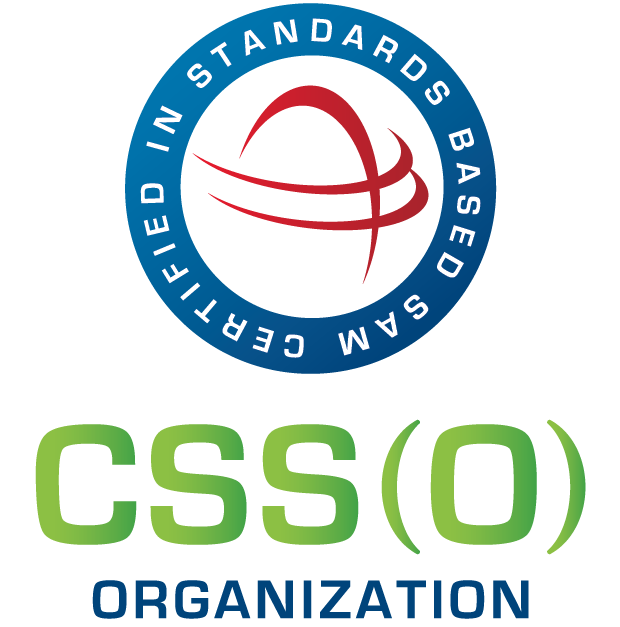 CERTIFIED IN STANDARDS BASED SAM
CSS(O)
ORGANIZATION